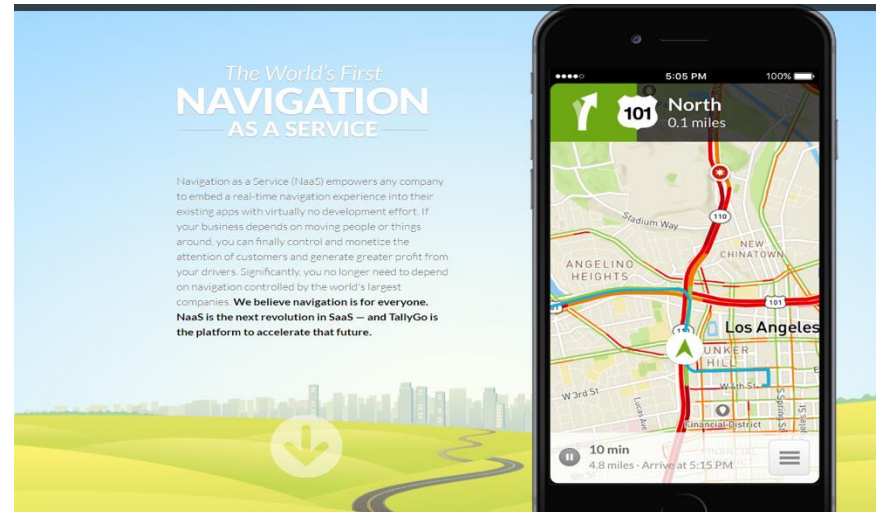 The World's First
NAVIGATION
AS A SERVICE
Navigation as a Service (NaaS) empowers any company
to embed a real-time navigation experience into their
existing apps with virtually no development effort. If
your business depends on moving people or things
around, you can finally control and monetize the
attention of customers and generate greater profit from
your drivers. Significantly, you no longer need to depend
on navigation controlled by the world's largest
companies. We believe navigation is for everyone.
NaaS is the next revolution in SaaS — and TallyGo is
the platform to accelerate that future.
5:05 PM
100%
101
North
0.1 miles
Stadium Way
110
NEW
CHINATOWN
ANGELINO
HEIGHTS
101
Los Angeles
BUNKER
HILL
W 4th St
W 3rd St
Lucas Ave
S Spring St
Financial District
10 min
4.8 miles · Arrive at 5:15 PM